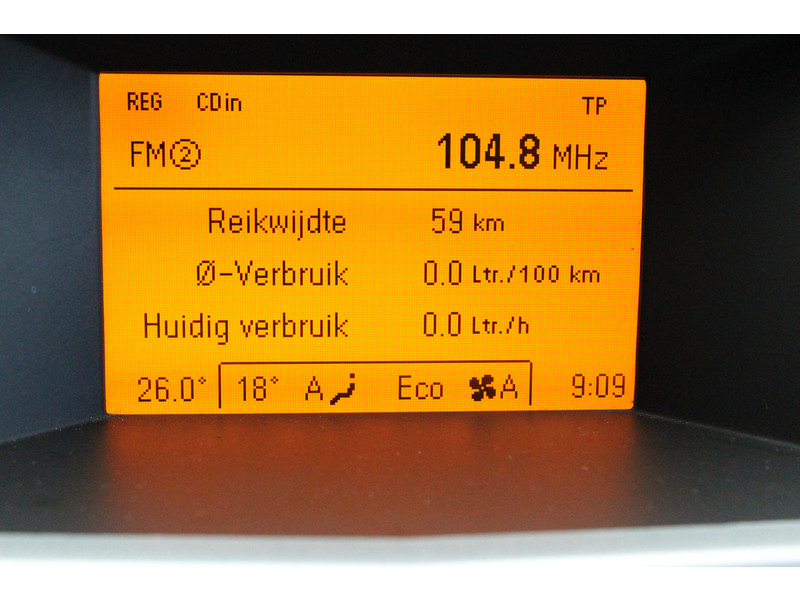 REG CDin TP
FM② 104.8 MHz
Reikwijdte 59 km
Ø-Verbruik 0.0 Ltr./100 km
Huidig verbruik 0.0 Ltr./h
26.0° 18° A Eco A 9:09